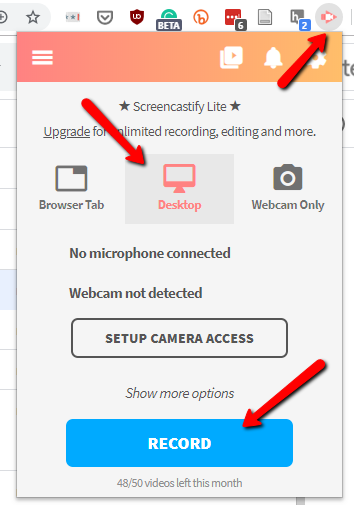 BETA
6
2
★ Screencastify Lite ★
Upgrade for unlimited recording, editing and more.
Browser Tab
Desktop
Webcam Only
No microphone connected
Webcam not detected
SETUP CAMERA ACCESS
Show more options
RECORD
48/50 videos left this month